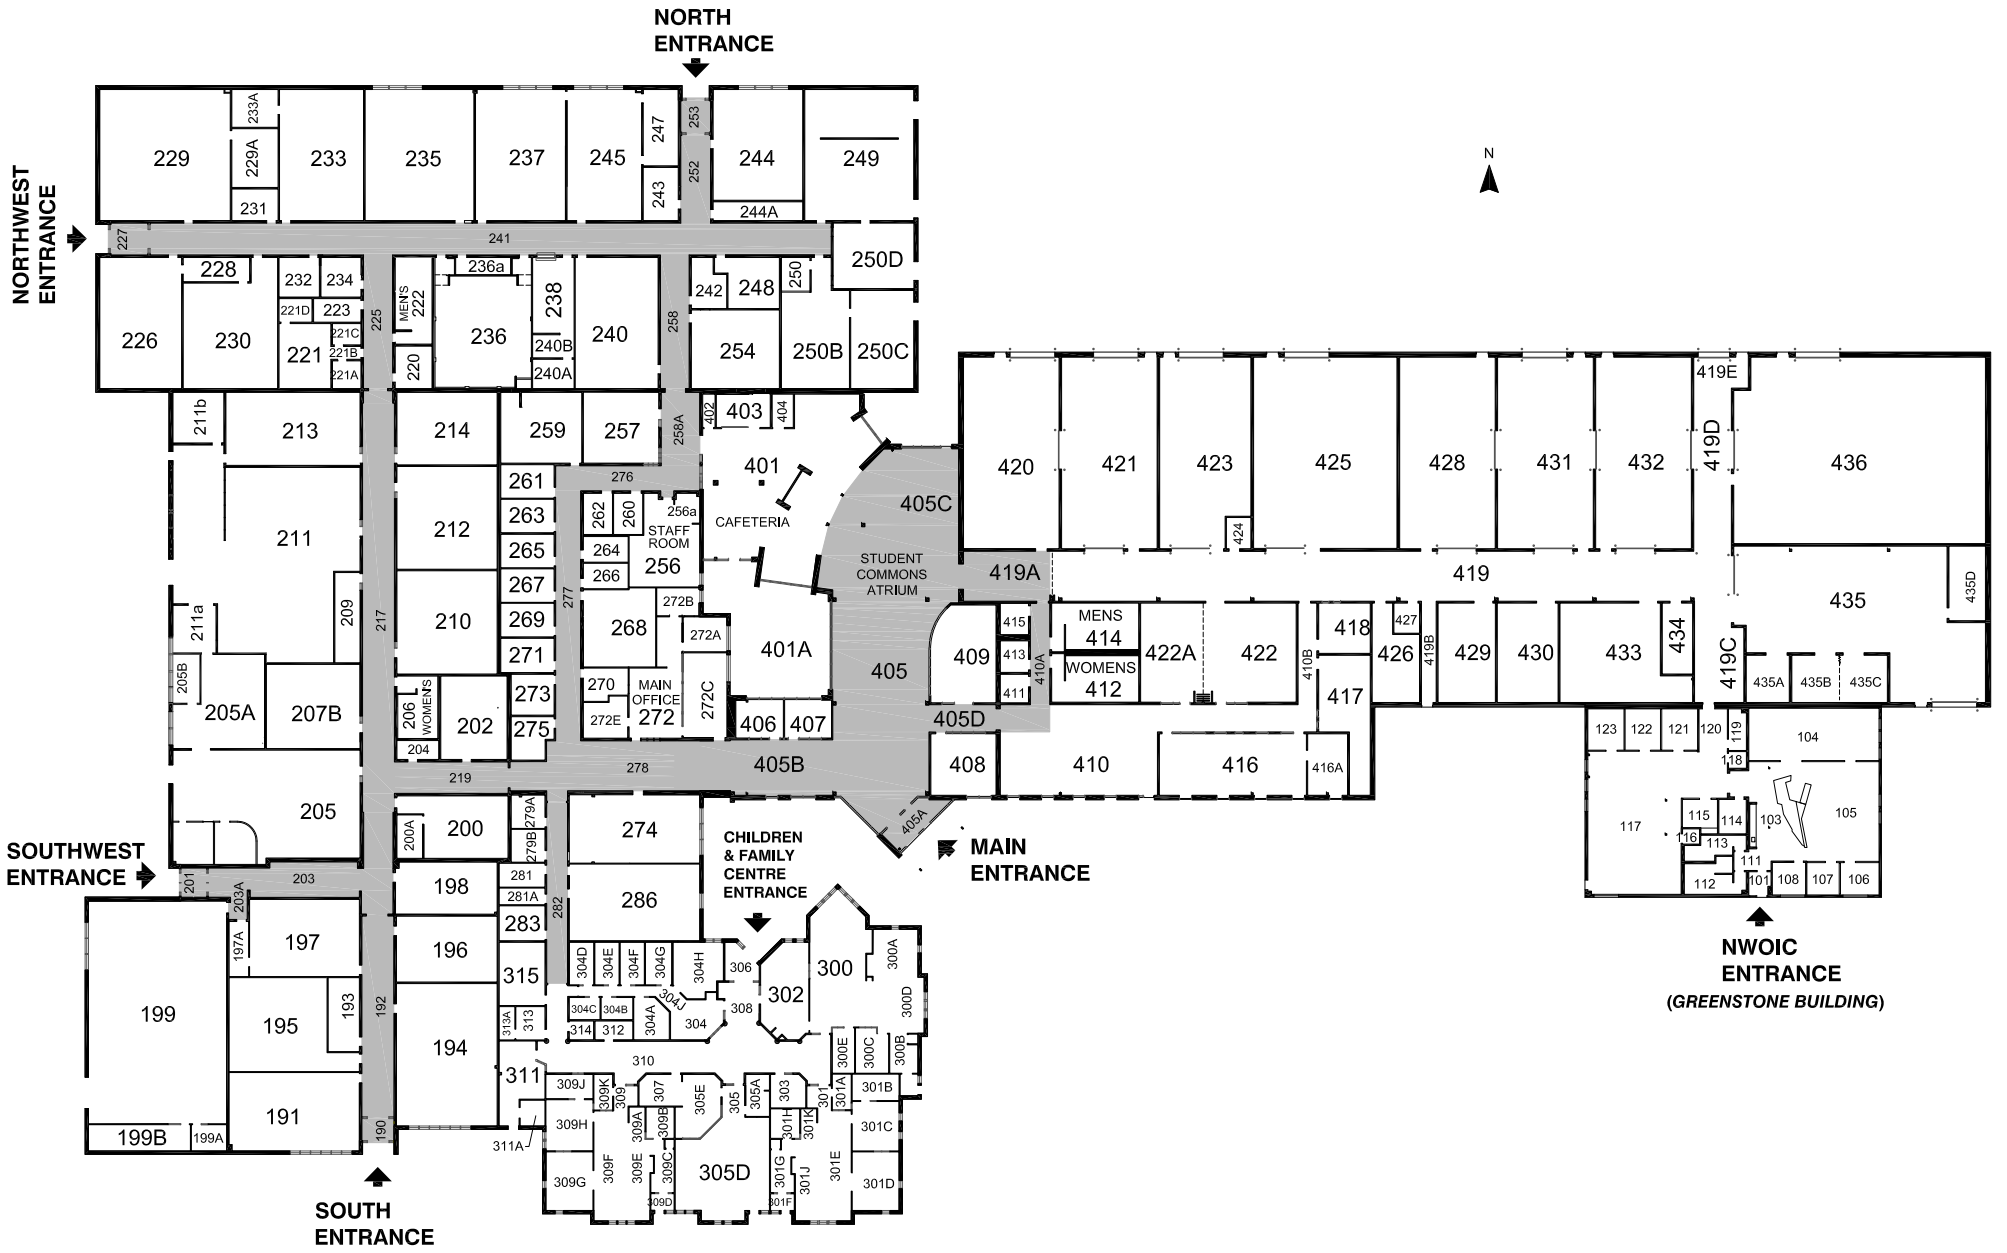 NORTH
ENTRANCE
N
NORTHWEST
ENTRANCE
229
233A
229A
231
233
235
237
245
247
243
253
252
244
244A
249
227
241
250D
226
228
230
232
234
221D
223
221
221C
221B
221A
225
MEN'S
222
220
236a
236
238
240B
240A
240
258
242
248
250
254
250B
250C
211b
213
214
259
257
258A
402
403
404
401
CAFETERIA
276
211
212
210
261
263
265
267
269
271
273
275
277
262
260
256a
STAFF
ROOM
256
264
266
268
272B
272A
270
MAIN
OFFICE
272
272E
272C
401A
406
407
217
209
211a
205B
205A
207B
205
206
WOMEN'S
204
202
219
278
405B
405C
STUDENT
COMMONS
ATRIUM
405
405D
405A
409
408
419A
415
413
411
410A
MENS
414
WOMENS
412
422A
422
410B
418
417
410
416
416A
420
421
423
424
425
428
431
432
419E
419D
436
419
426
427
419B
429
430
433
434
419C
435
435D
435A
435B
435C
200
200A
279A
279B
274
286
281
281A
283
282
198
196
194
315
313A
313
311
311A
SOUTHWEST
ENTRANCE
201
203
203A
197A
197
199
195
193
191
192
190
199B
199A
SOUTH
ENTRANCE
CHILDREN
& FAMILY
CENTRE
ENTRANCE
MAIN
ENTRANCE
304D
304E
304F
304G
304H
304J
304C
304B
304A
304
314
312
306
308
302
300
300A
300D
300E
300C
300B
310
309J
309K
309
307
305E
305
305A
303
301
301A
301B
309H
309A
309B
301H
301K
301C
309G
309F
309E
309C
309D
305D
301G
301F
301J
301E
301D
123
122
121
120
119
118
104
117
115
114
116
113
112
111
103
105
101
108
107
106
NWOIC
ENTRANCE
(GREENSTONE BUILDING)